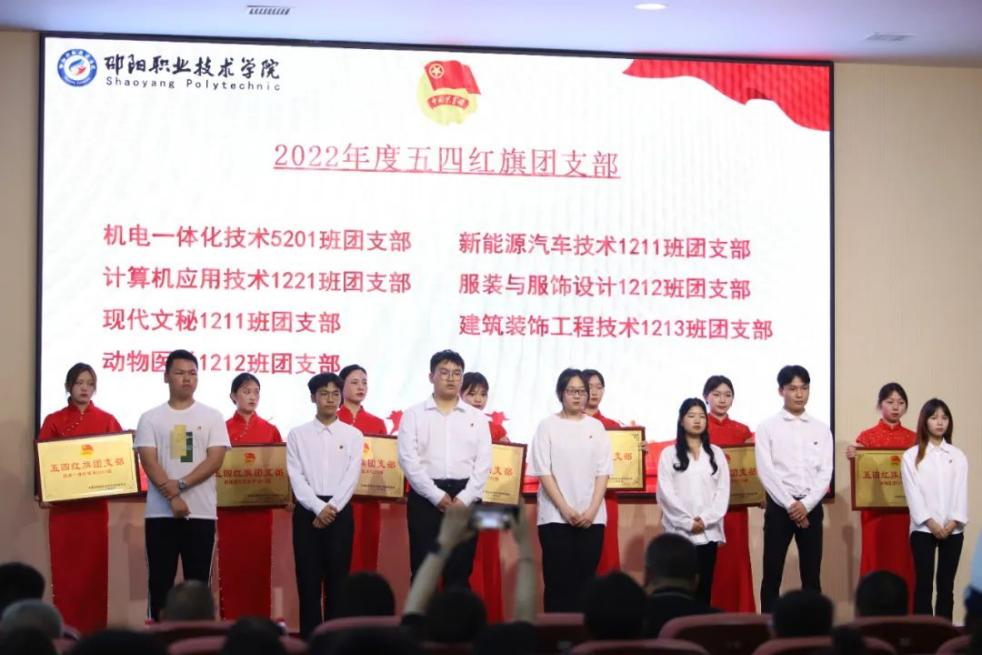 邵阳职业技术学院
Shaoyang Polytechnic
2022年度五四红旗团支部
机电一体化技术5201班团支部
新能源汽车技术1211班团支部
计算机应用技术1221班团支部
服装与服饰设计1212班团支部
现代文秘1211班团支部
建筑装饰工程技术1213班团支部
动物医 1212班团支部
五四红旗团支部
四红旗团支部
团支部
支部
部
五四红旗